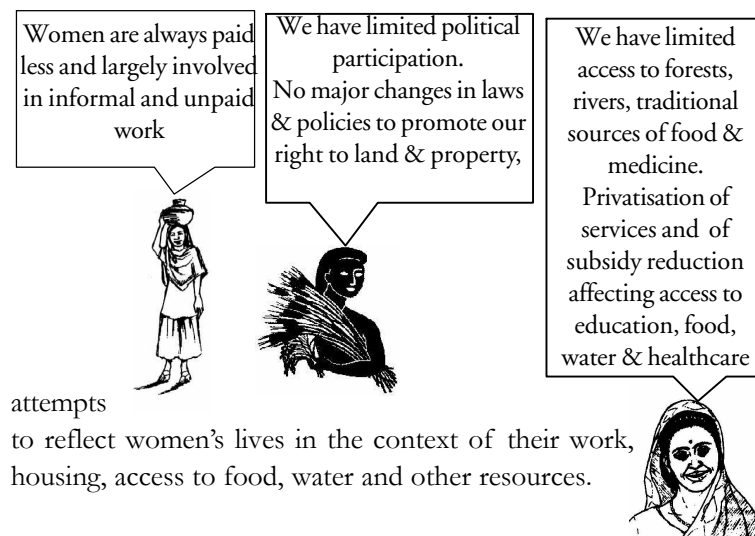 Women are always paid
less and largely involved
in informal and unpaid
work
We have limited political
participation.
No major changes in laws
& policies to promote our
right to land & property,
We have limited
access to forests,
rivers, traditional
sources of food &
medicine.
Privatisation of
services and of
subsidy reduction
affecting access to
education, food,
water & healthcare
attempts
to reflect women's lives in the context of their work,
housing, access to food, water and other resources.